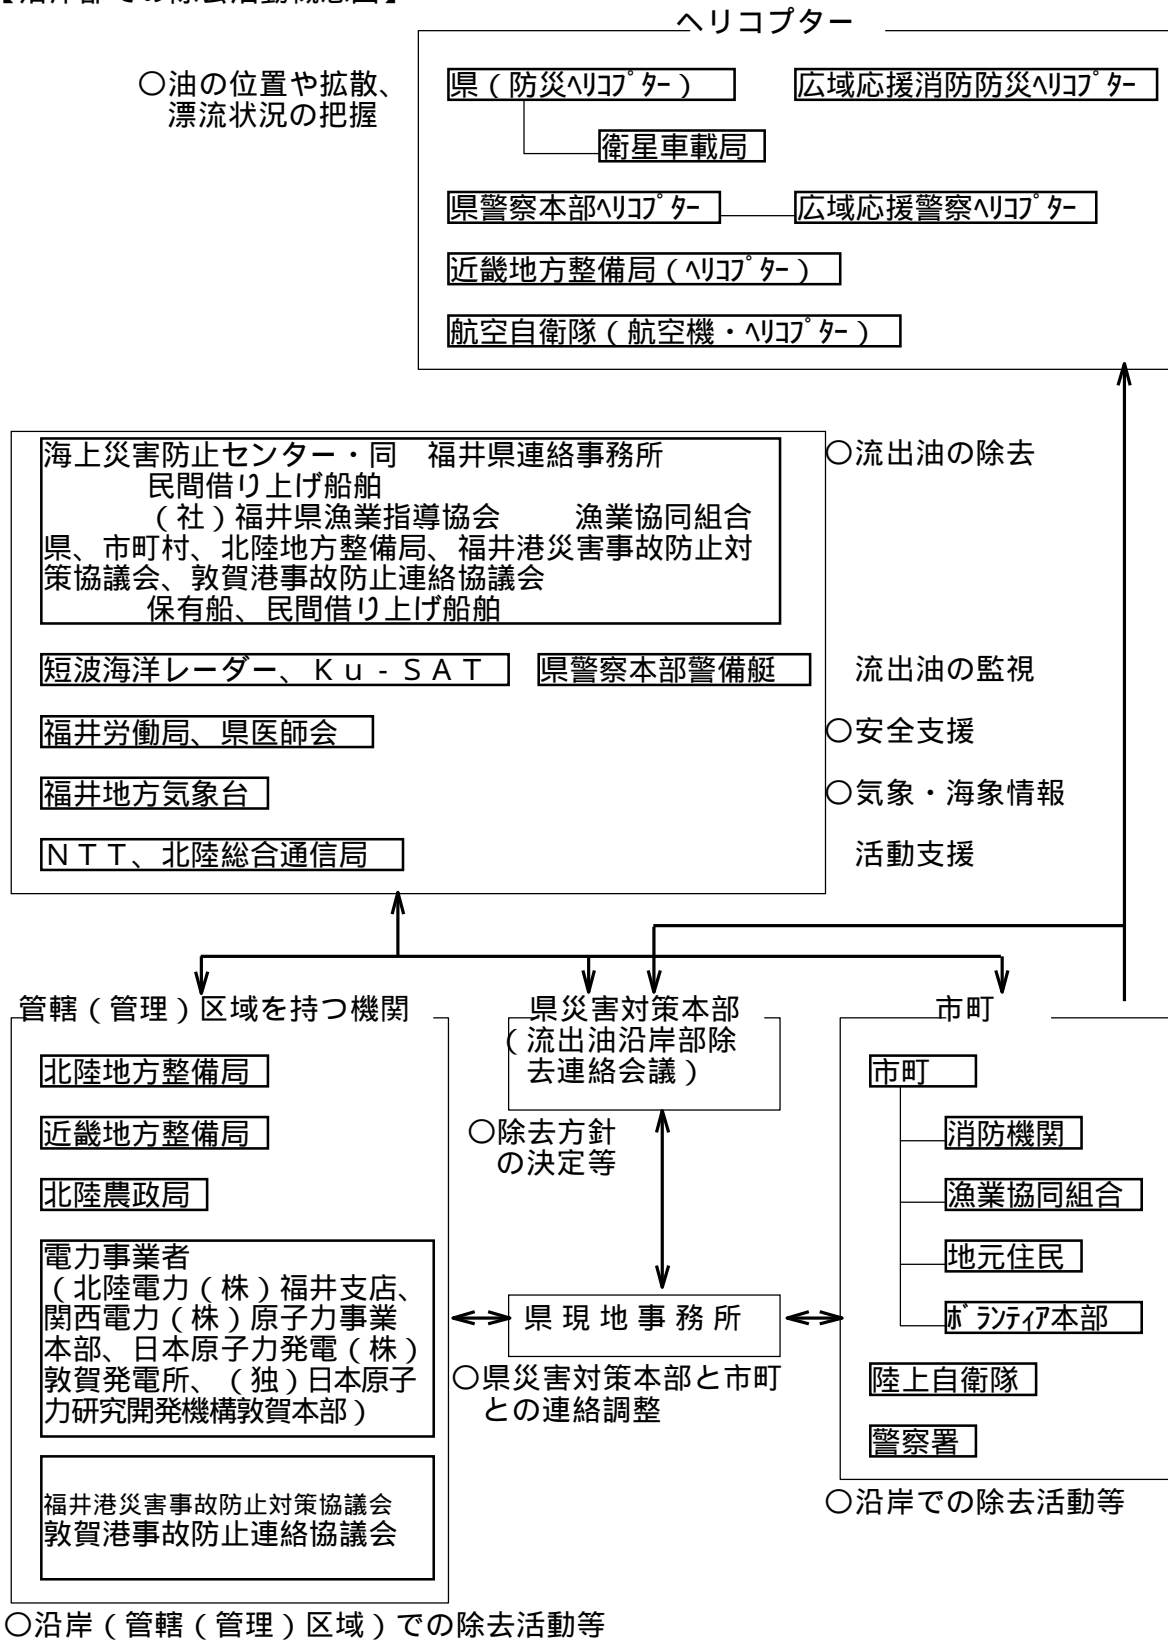 【沿岸部での除去活動概念図】
ヘリコプター
○油の位置や拡散、
漂流状況の把握
県（防災ﾍﾘｺﾌﾟﾀｰ）
広域応援消防防災ﾍﾘｺﾌﾟﾀｰ
衛星車載局
県警察本部ﾍﾘｺﾌﾟﾀｰ
広域応援警察ﾍﾘｺﾌﾟﾀｰ
近畿地方整備局（ﾍﾘｺﾌﾟﾀｰ）
航空自衛隊（航空機・ﾍﾘｺﾌﾟﾀｰ）
海上災害防止センター・同　福井県連絡事務所
民間借り上げ船舶
（社）福井県漁業指導協会　　漁業協同組合
県、市町村、北陸地方整備局、福井港災害事故防止対
策協議会、敦賀港事故防止連絡協議会
保有船、民間借り上げ船舶
○流出油の除去
短波海洋レーダー、Ｋｕ‐ＳＡＴ
県警察本部警備艇
流出油の監視
福井労働局、県医師会
○安全支援
福井地方気象台
○気象・海象情報
ＮＴＴ、北陸総合通信局
活動支援
管轄（管理）区域を持つ機関
北陸地方整備局
近畿地方整備局
北陸農政局
電力事業者
（北陸電力（株）福井支店、
関西電力（株）原子力事業
本部、日本原子力発電（株）
敦賀発電所、（独）日本原子
力研究開発機構敦賀本部）
福井港災害事故防止対策協議会
敦賀港事故防止連絡協議会
○沿岸（管轄（管理）区域）での除去活動等
県災害対策本部
（流出油沿岸部除
去連絡会議）
○除去方針
の決定等
県現地事務所
○県災害対策本部と市町
との連絡調整
市町
市町
消防機関
漁業協同組合
地元住民
ﾎﾞﾗﾝﾃｨｱ本部
陸上自衛隊
警察署
○沿岸での除去活動等